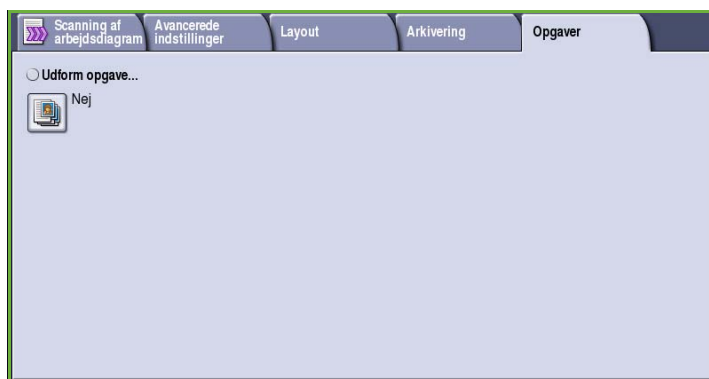 Scanning af
arbejdsdiagram
Avancerede
indstillinger
Layout
Arkivering
Opgaver
Udform opgave...
Nej